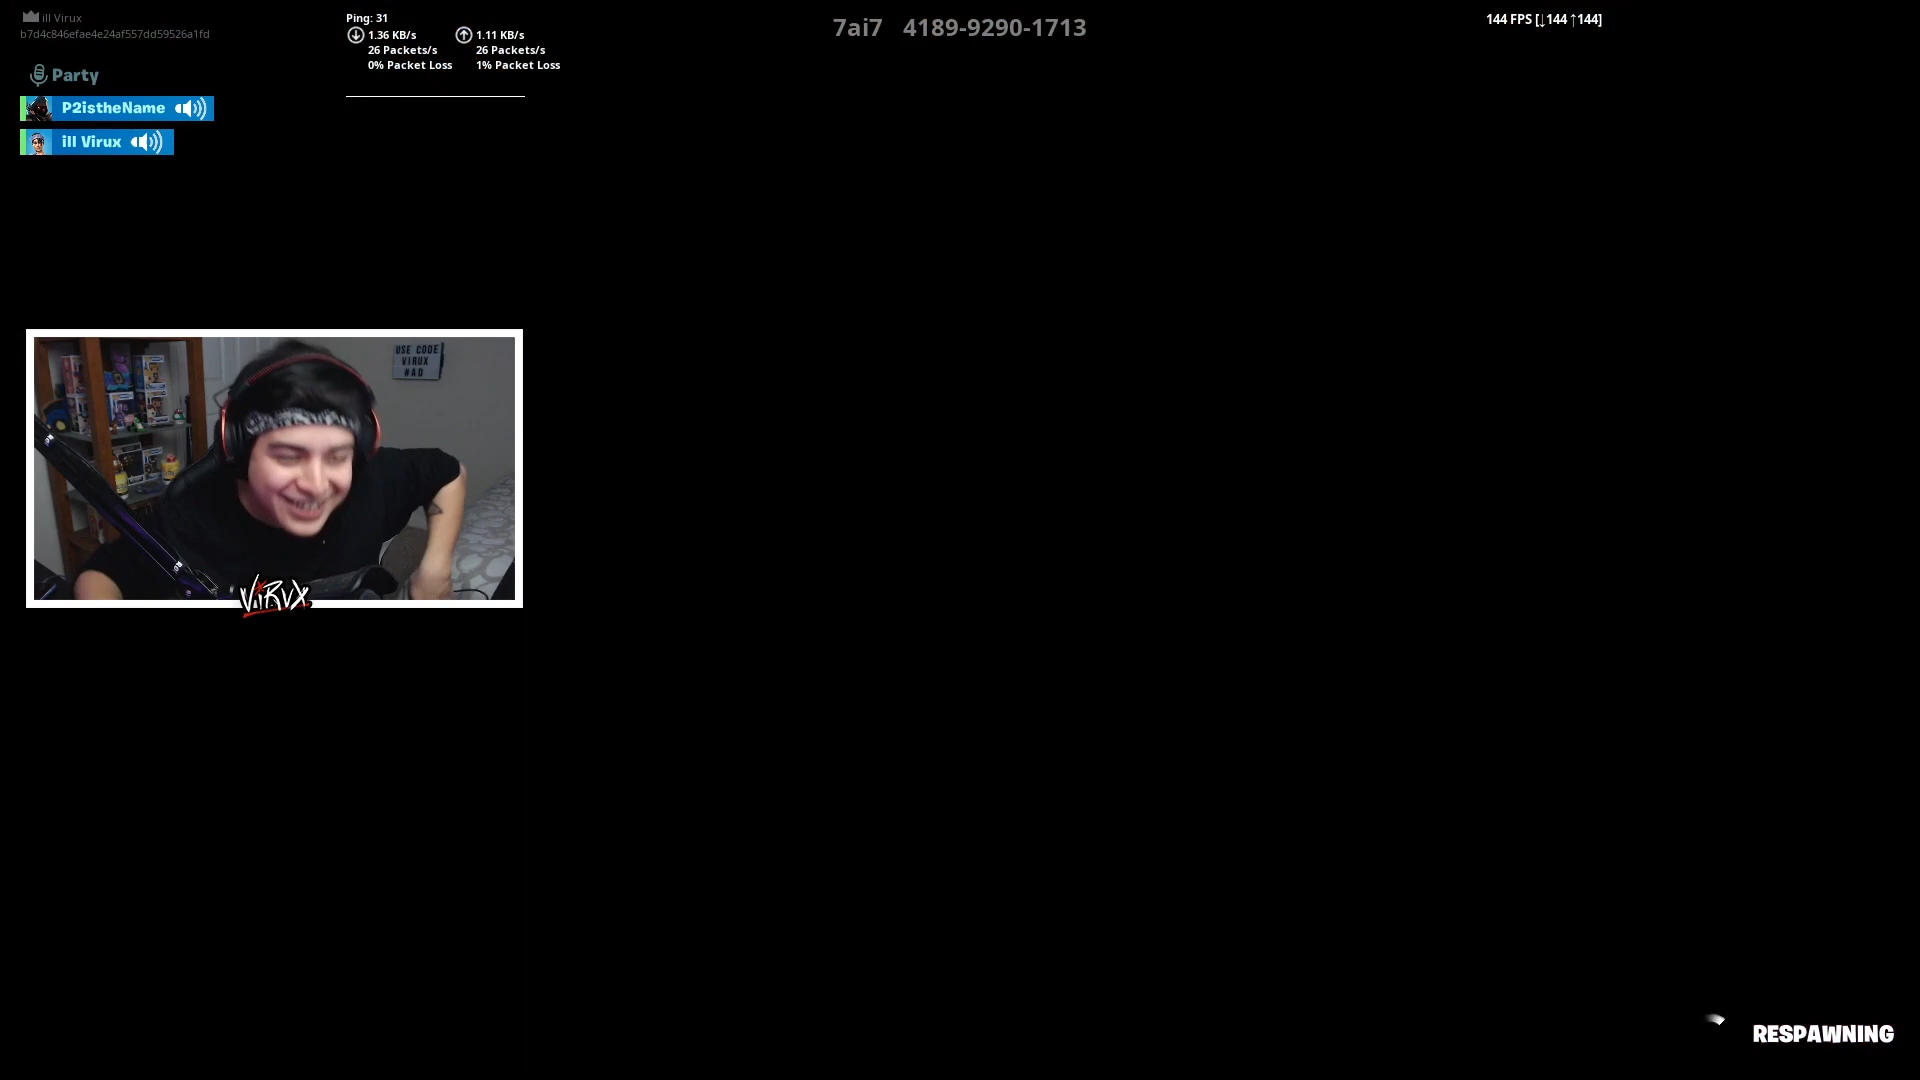 ill Virux
b7d4c846efae4e24af557dd59526a1fd
Party
P2istheName
ill Virux
Ping: 31
1.36 KB/s 1.11 KB/s
26 Packets/s 26 Packets/s
0% Packet Loss 1% Packet Loss
7ai7 4189-9290-1713
144 FPS [↓144 ↑144]
USE CODE
VIRUX
#AD
ViRVX
RESPAWNING